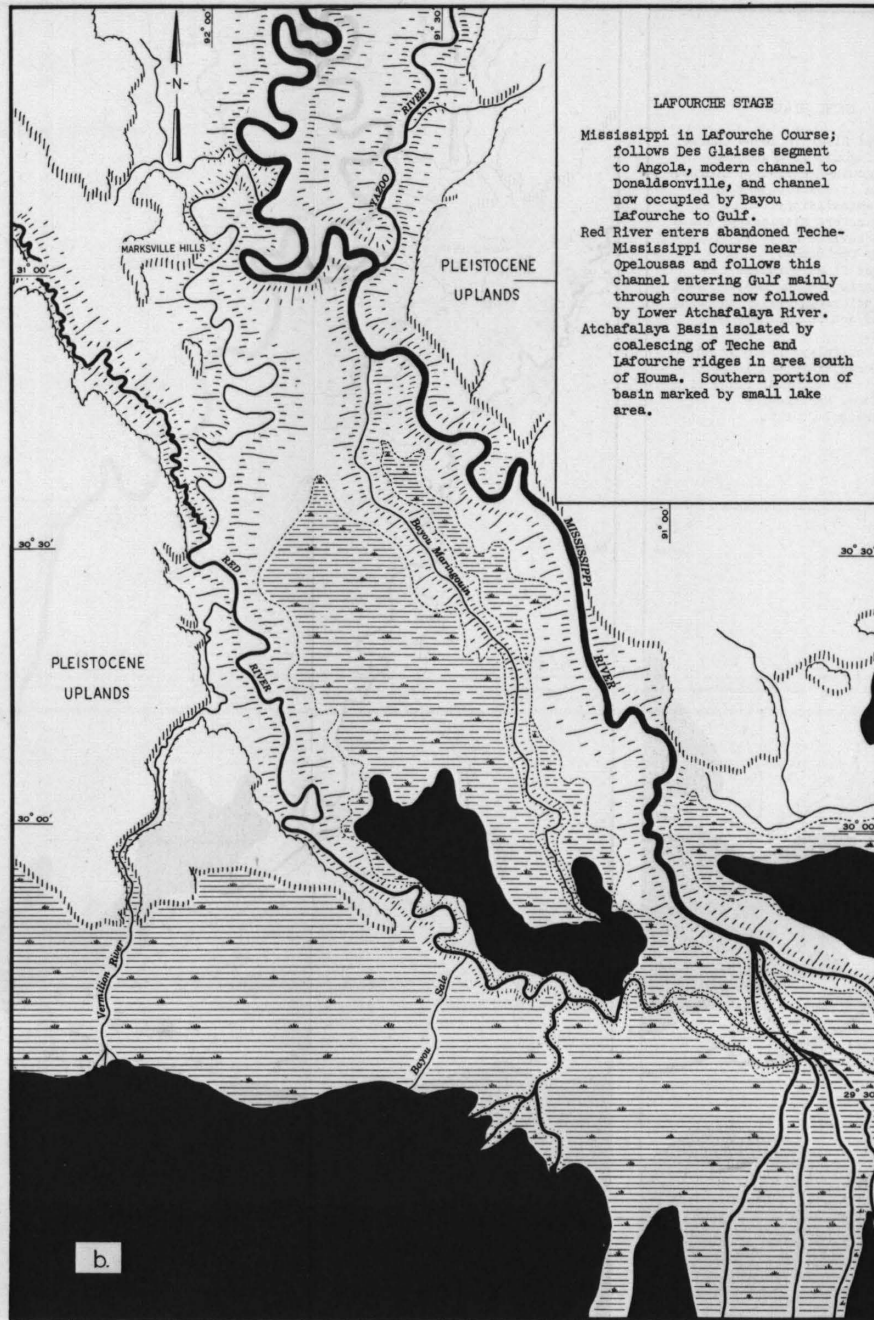 92° 00'
91° 30'
-N-
LAFOURCHE STAGE
Mississippi in Lafourche Course;
follows Des Glaises segment
to Angola, modern channel to
Donaldsonville, and channel
now occupied by Bayou
Lafourche to Gulf.
Red River enters abandoned Teche-
Mississippi Course near
Opelousas and follows this
channel entering Gulf mainly
through course now followed
by Lower Atchafalaya River.
Atchafalaya Basin isolated by
coalescing of Teche and
Lafourche ridges in area south
of Houma. Southern portion of
basin marked by small lake
area.
YAZOO RIVER
MARKSVILLE HILLS
31° 00'
PLEISTOCENE
UPLANDS
91° 00'
30° 30'
30° 30'
Bayou Maringouin
MISSISSIPPI RIVER
RED RIVER
PLEISTOCENE
UPLANDS
30° 00'
30° 00'
Vermilion River
Bayou Sale
29° 30'
b.